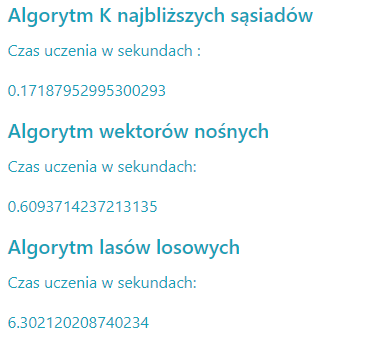 Algorytm K najbliższych sąsiadów
Czas uczenia w sekundach :
0.17187952995300293
Algorytm wektorów nośnych
Czas uczenia w sekundach:
0.6093714237213135
Algorytm lasów losowych
Czas uczenia w sekundach:
6.302120208740234